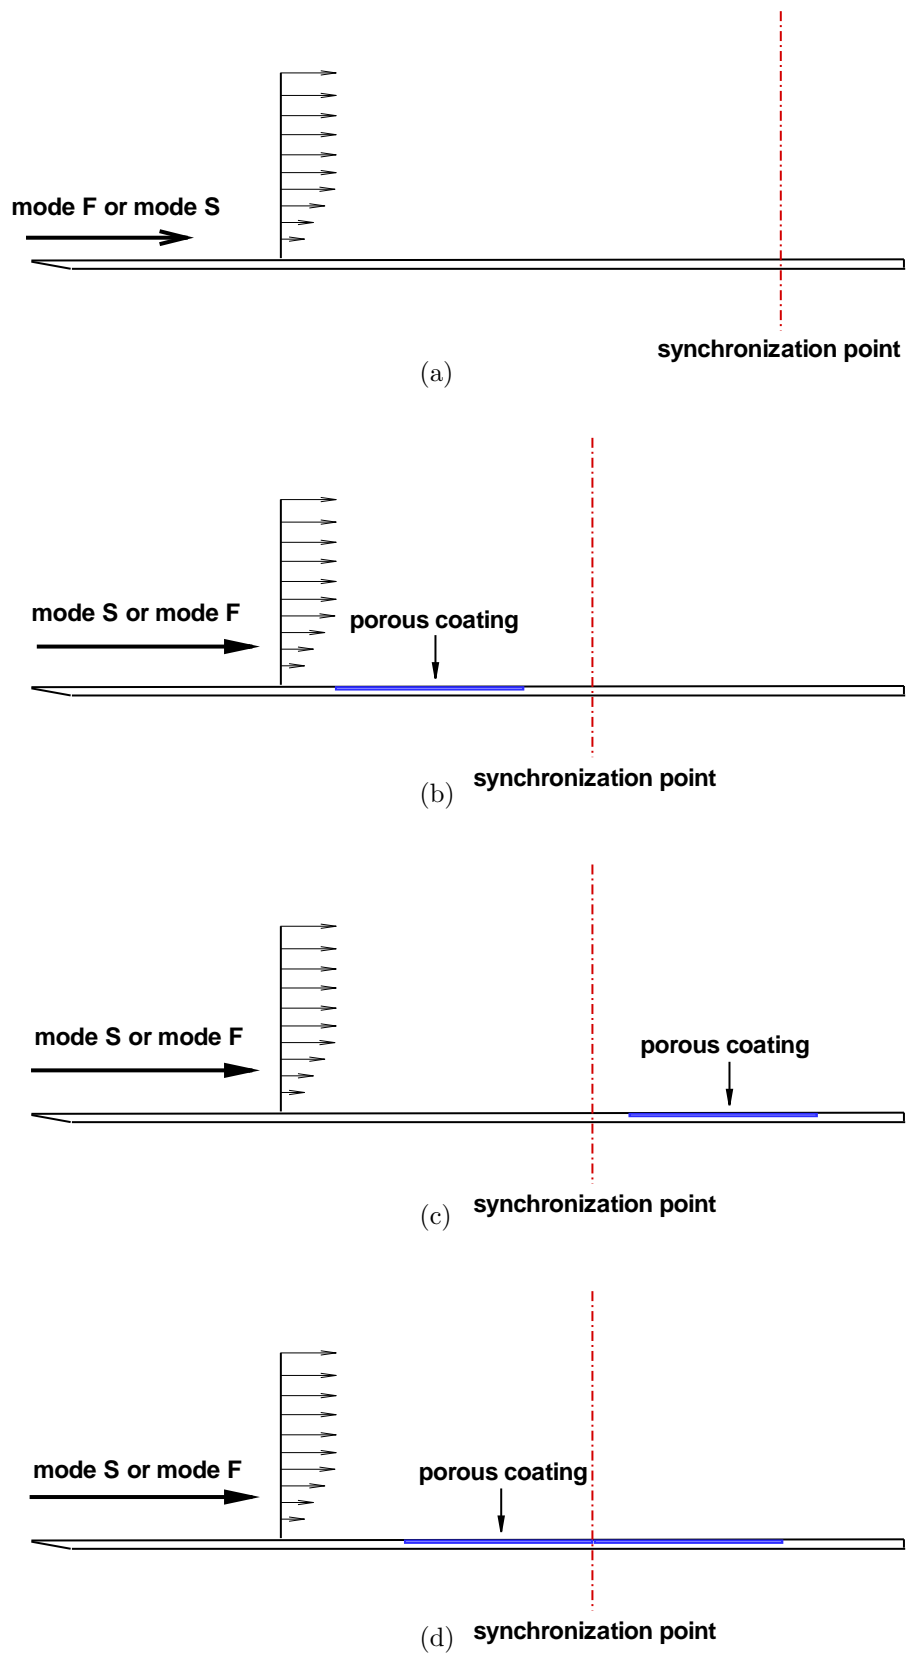 mode F or mode S
synchronization point
(a)
mode S or mode F
porous coating
synchronization point
(b)
mode S or mode F
porous coating
synchronization point
(c)
mode S or mode F
porous coating
synchronization point
(d)